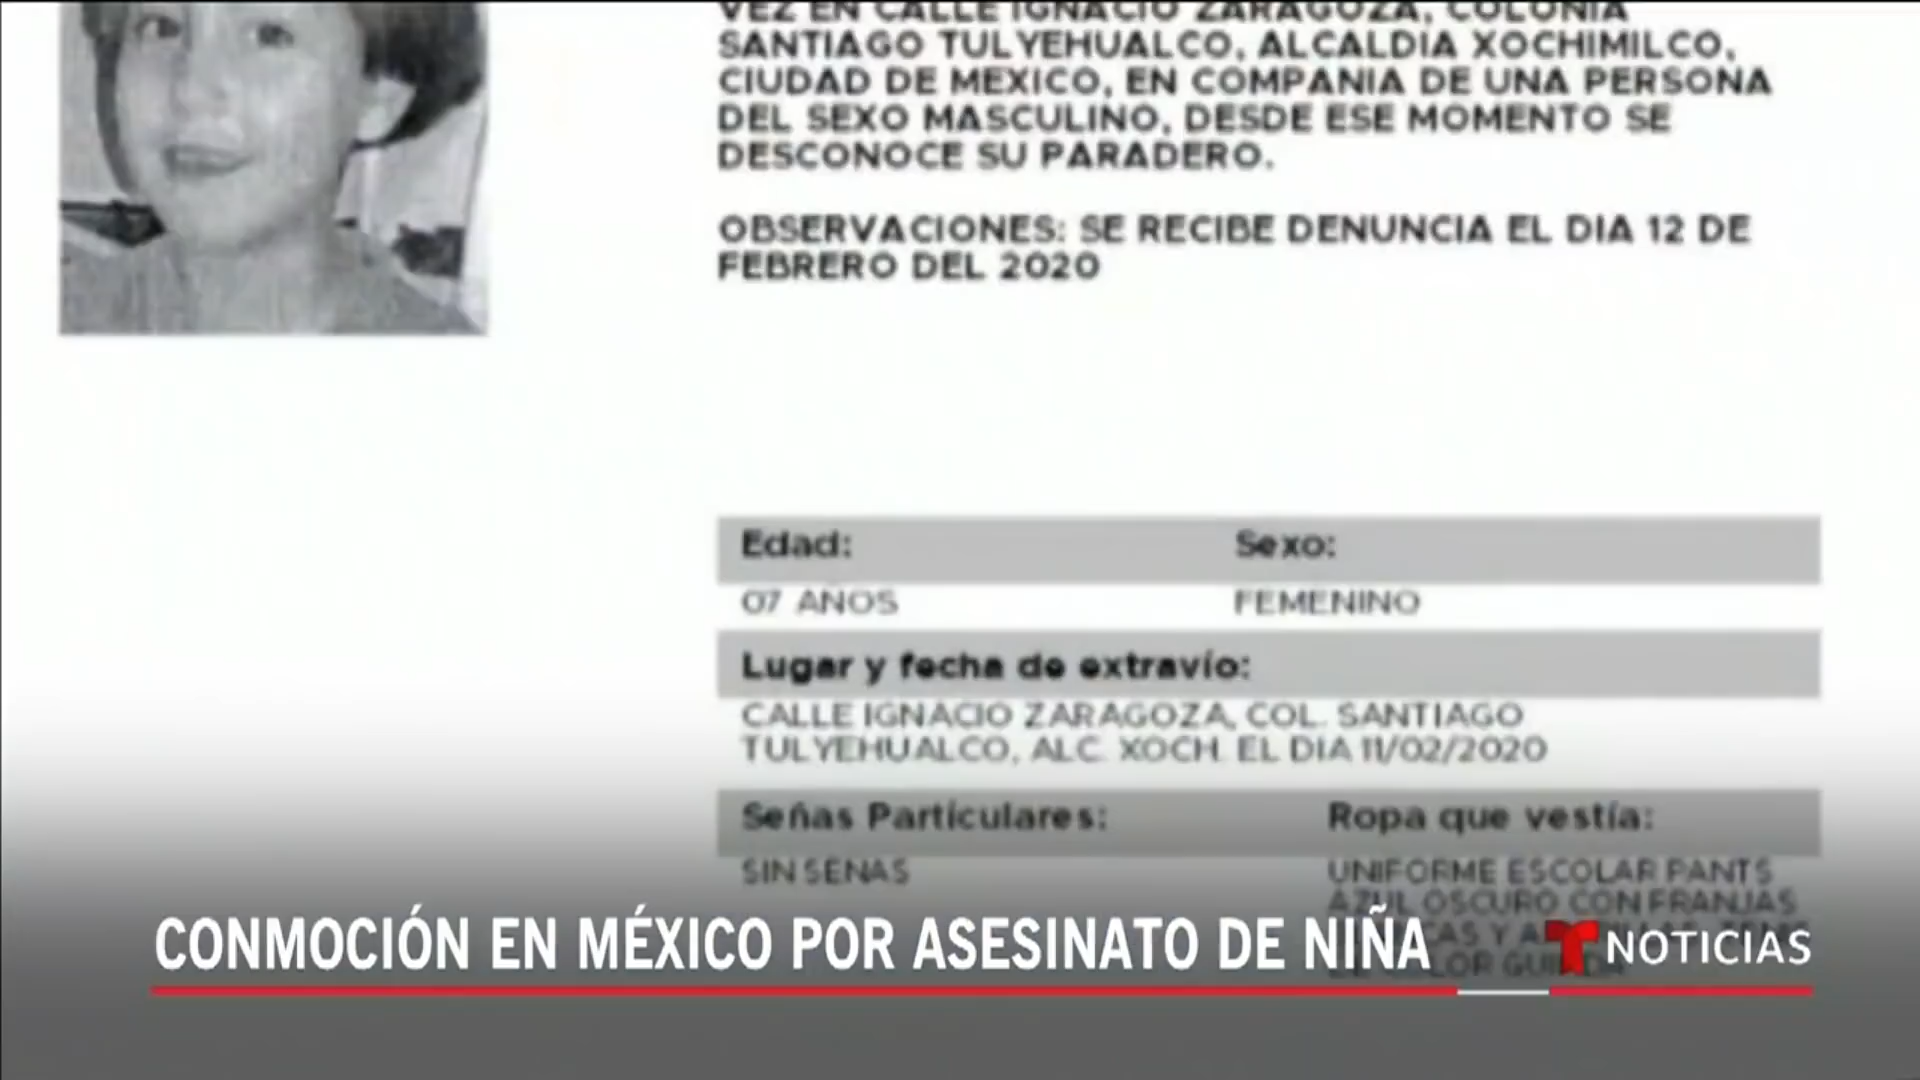 VEZ EN CALLE IGNACIO ZARAGOZA, COLONIA
SANTIAGO TULYEHUALCO, ALCALDIA XOCHIMILCO,
CIUDAD DE MEXICO, EN COMPANIA DE UNA PERSONA
DEL SEXO MASCULINO, DESDE ESE MOMENTO SE
DESCONOCE SU PARADERO.
OBSERVACIONES: SE RECIBE DENUNCIA EL DIA 12 DE
FEBRERO DEL 2020
Edad: Sexo:
07 AÑOS FEMENINO
Lugar y fecha de extravío:
CALLE IGNACIO ZARAGOZA, COL. SANTIAGO
TULYEHUALCO, ALC. XOCH. EL DIA 11/02/2020
Señas Particulares: Ropa que vestía:
SIN SEÑAS UNIFORME ESCOLAR PANTS
AZUL OSCURO CON FRANJAS
CONMOCIÓN EN MÉXICO POR ASESINATO DE NIÑA
NOTICIAS